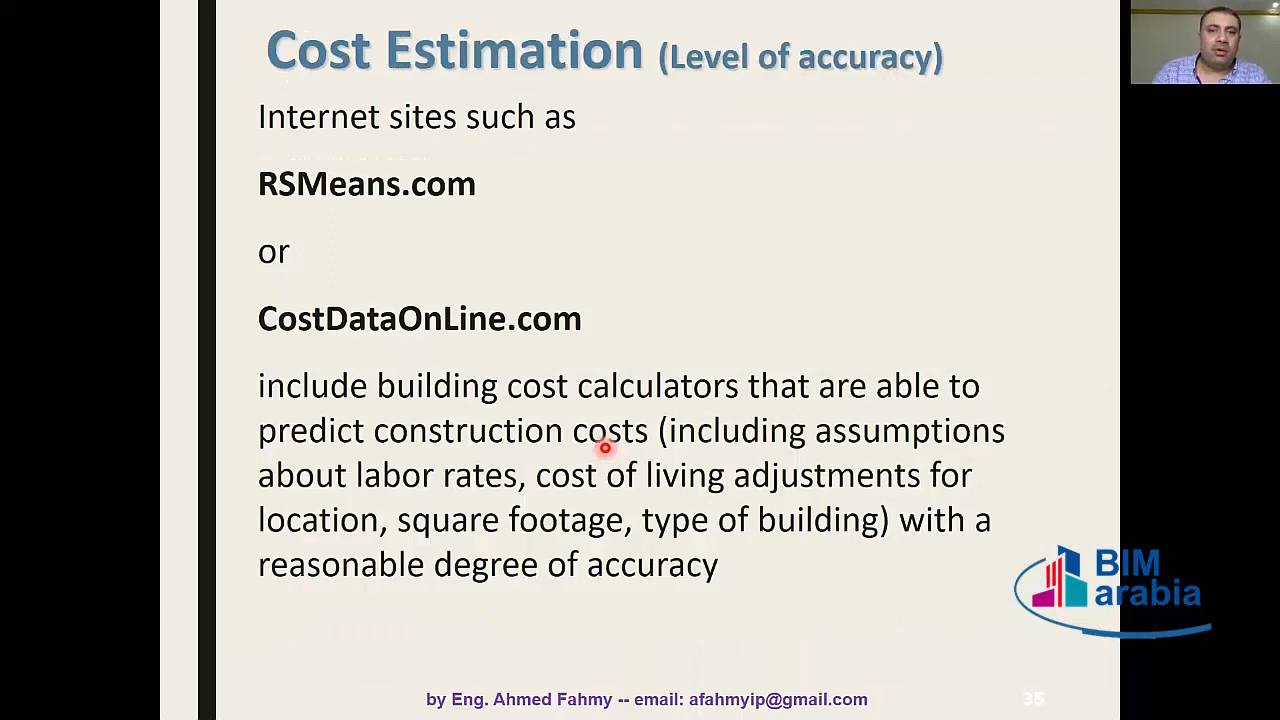 Cost Estimation (Level of accuracy)
Internet sites such as
RSMeans.com
or
CostDataOnLine.com
include building cost calculators that are able to
predict construction costs (including assumptions
about labor rates, cost of living adjustments for
location, square footage, type of building) with a
reasonable degree of accuracy
BIM
arabia
by Eng. Ahmed Fahmy -- email: afahmyip@gmail.com
35